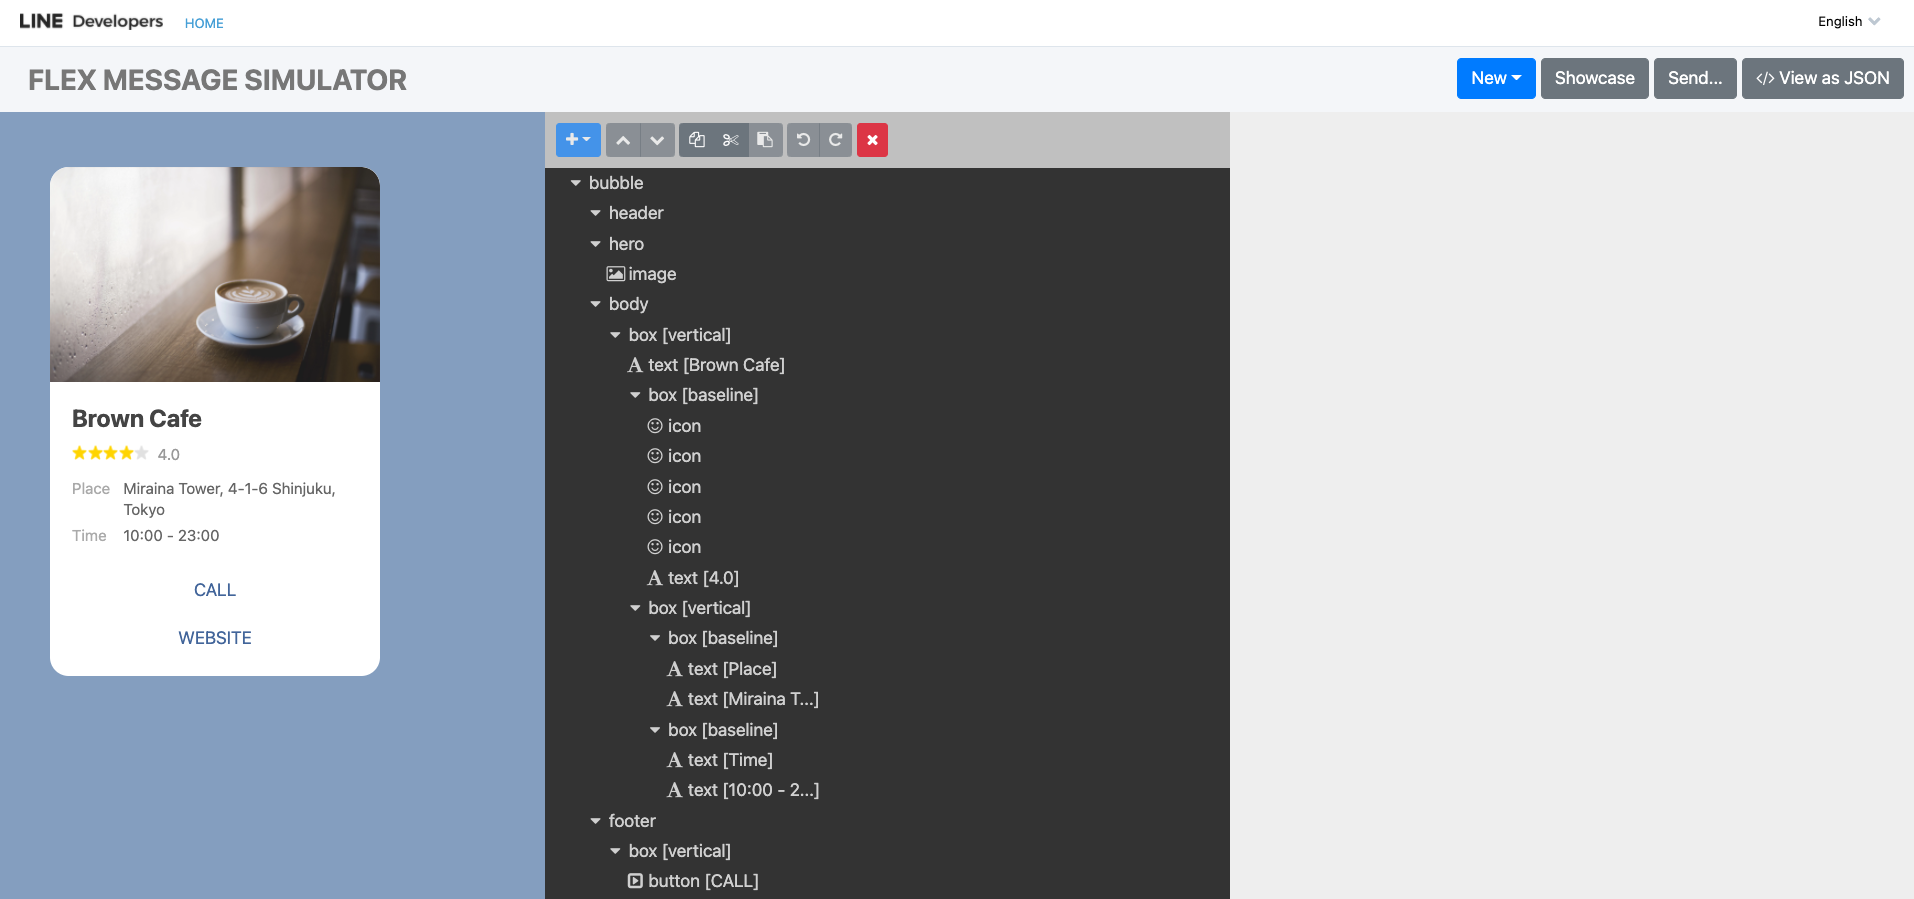 LINE Developers
HOME
English
FLEX MESSAGE SIMULATOR
New
Showcase
Send...
</> View as JSON
Brown Cafe
4.0
Place Miraina Tower, 4-1-6 Shinjuku,
Tokyo
Time 10:00 - 23:00
CALL
WEBSITE
bubble
header
hero
image
body
box [vertical]
text [Brown Cafe]
box [baseline]
icon
icon
icon
icon
icon
text [4.0]
box [vertical]
box [baseline]
text [Place]
text [Miraina T...]
box [baseline]
text [Time]
text [10:00 - 2...]
footer
box [vertical]
button [CALL]